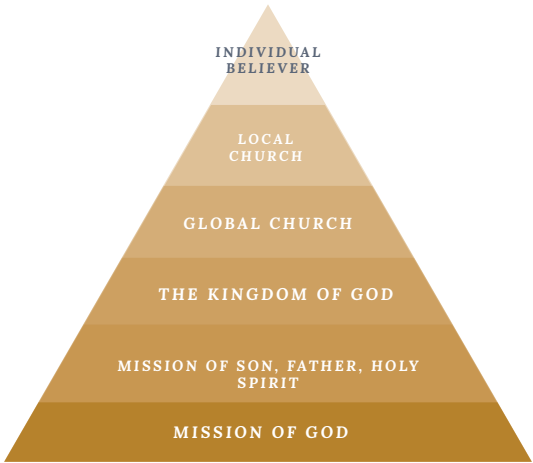 INDIVIDUAL
BELIEVER
LOCAL
CHURCH
GLOBAL CHURCH
THE KINGDOM OF GOD
MISSION OF SON, FATHER, HOLY
SPIRIT
MISSION OF GOD